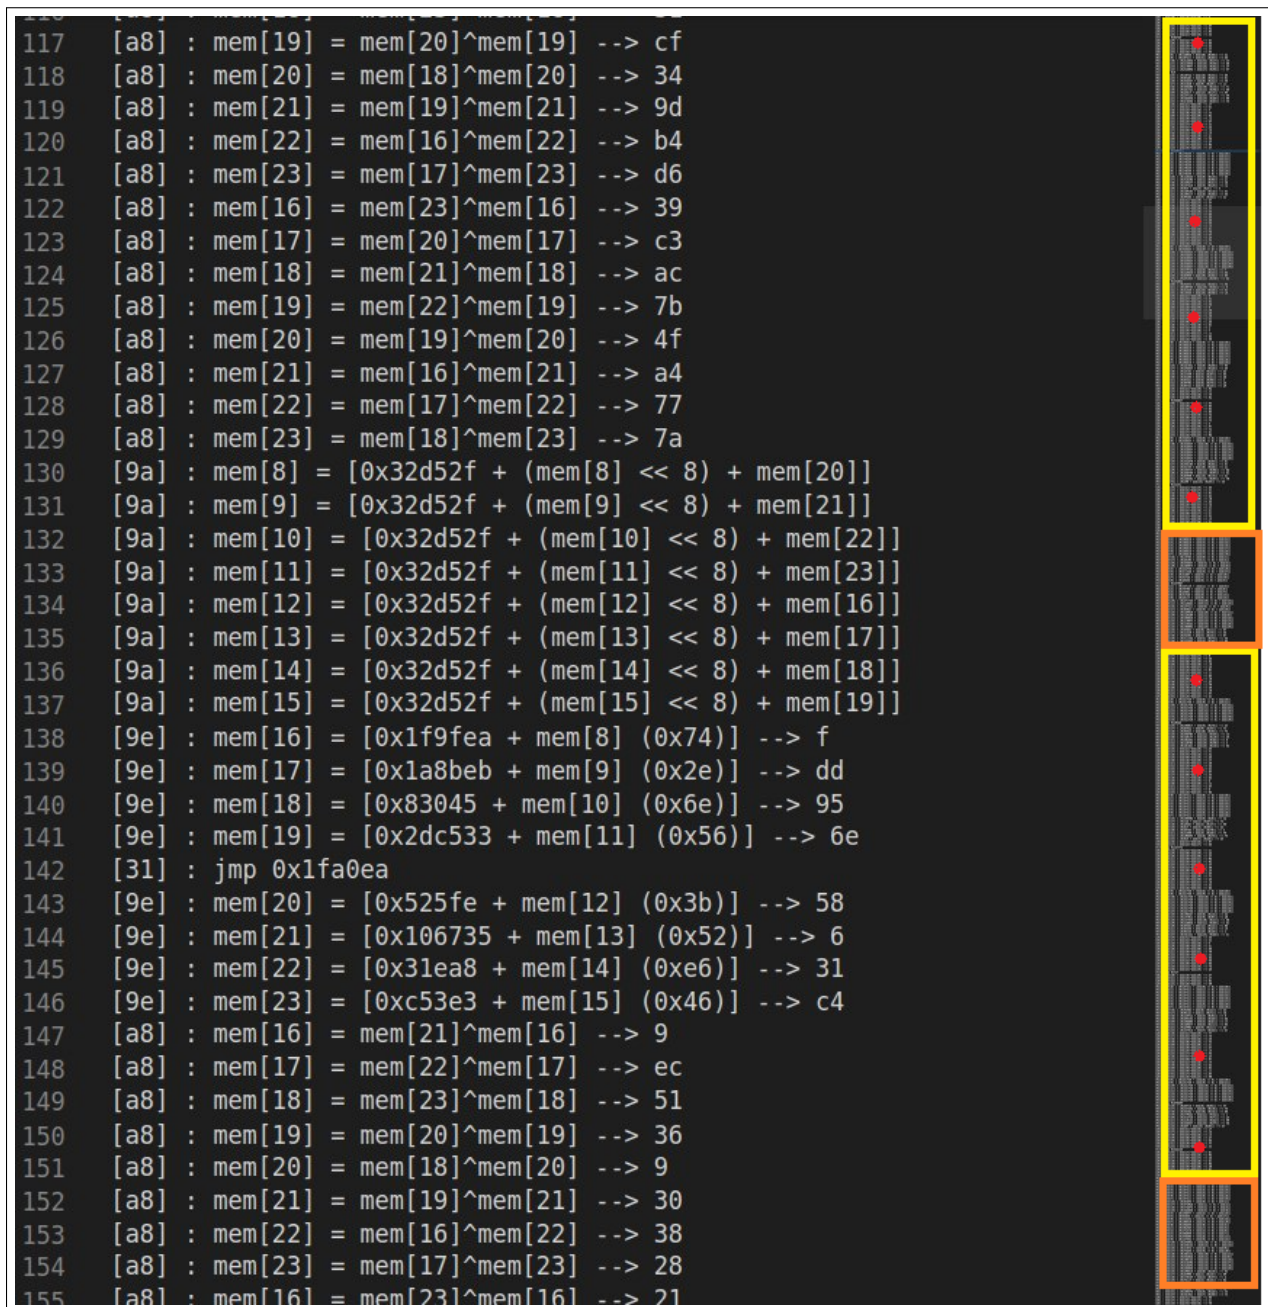 117 [a8] : mem[19] = mem[20]^mem[19] --> cf
118 [a8] : mem[20] = mem[18]^mem[20] --> 34
119 [a8] : mem[21] = mem[19]^mem[21] --> 9d
120 [a8] : mem[22] = mem[16]^mem[22] --> b4
121 [a8] : mem[23] = mem[17]^mem[23] --> d6
122 [a8] : mem[16] = mem[23]^mem[16] --> 39
123 [a8] : mem[17] = mem[20]^mem[17] --> c3
124 [a8] : mem[18] = mem[21]^mem[18] --> ac
125 [a8] : mem[19] = mem[22]^mem[19] --> 7b
126 [a8] : mem[20] = mem[19]^mem[20] --> 4f
127 [a8] : mem[21] = mem[16]^mem[21] --> a4
128 [a8] : mem[22] = mem[17]^mem[22] --> 77
129 [a8] : mem[23] = mem[18]^mem[23] --> 7a
130 [9a] : mem[8] = [0x32d52f + (mem[8] << 8) + mem[20]]
131 [9a] : mem[9] = [0x32d52f + (mem[9] << 8) + mem[21]]
132 [9a] : mem[10] = [0x32d52f + (mem[10] << 8) + mem[22]]
133 [9a] : mem[11] = [0x32d52f + (mem[11] << 8) + mem[23]]
134 [9a] : mem[12] = [0x32d52f + (mem[12] << 8) + mem[16]]
135 [9a] : mem[13] = [0x32d52f + (mem[13] << 8) + mem[17]]
136 [9a] : mem[14] = [0x32d52f + (mem[14] << 8) + mem[18]]
137 [9a] : mem[15] = [0x32d52f + (mem[15] << 8) + mem[19]]
138 [9e] : mem[16] = [0x1f9fea + mem[8] (0x74)] --> f
139 [9e] : mem[17] = [0x1a8beb + mem[9] (0x2e)] --> dd
140 [9e] : mem[18] = [0x83045 + mem[10] (0x6e)] --> 95
141 [9e] : mem[19] = [0x2dc533 + mem[11] (0x56)] --> 6e
142 [31] : jmp 0x1fa0ea
143 [9e] : mem[20] = [0x525fe + mem[12] (0x3b)] --> 58
144 [9e] : mem[21] = [0x106735 + mem[13] (0x52)] --> 6
145 [9e] : mem[22] = [0x31ea8 + mem[14] (0xe6)] --> 31
146 [9e] : mem[23] = [0xc53e3 + mem[15] (0x46)] --> c4
147 [a8] : mem[16] = mem[21]^mem[16] --> 9
148 [a8] : mem[17] = mem[22]^mem[17] --> ec
149 [a8] : mem[18] = mem[23]^mem[18] --> 51
150 [a8] : mem[19] = mem[20]^mem[19] --> 36
151 [a8] : mem[20] = mem[18]^mem[20] --> 9
152 [a8] : mem[21] = mem[19]^mem[21] --> 30
153 [a8] : mem[22] = mem[16]^mem[22] --> 38
154 [a8] : mem[23] = mem[17]^mem[23] --> 28
155 [a8] : mem[16] = mem[23]^mem[16] --> 21